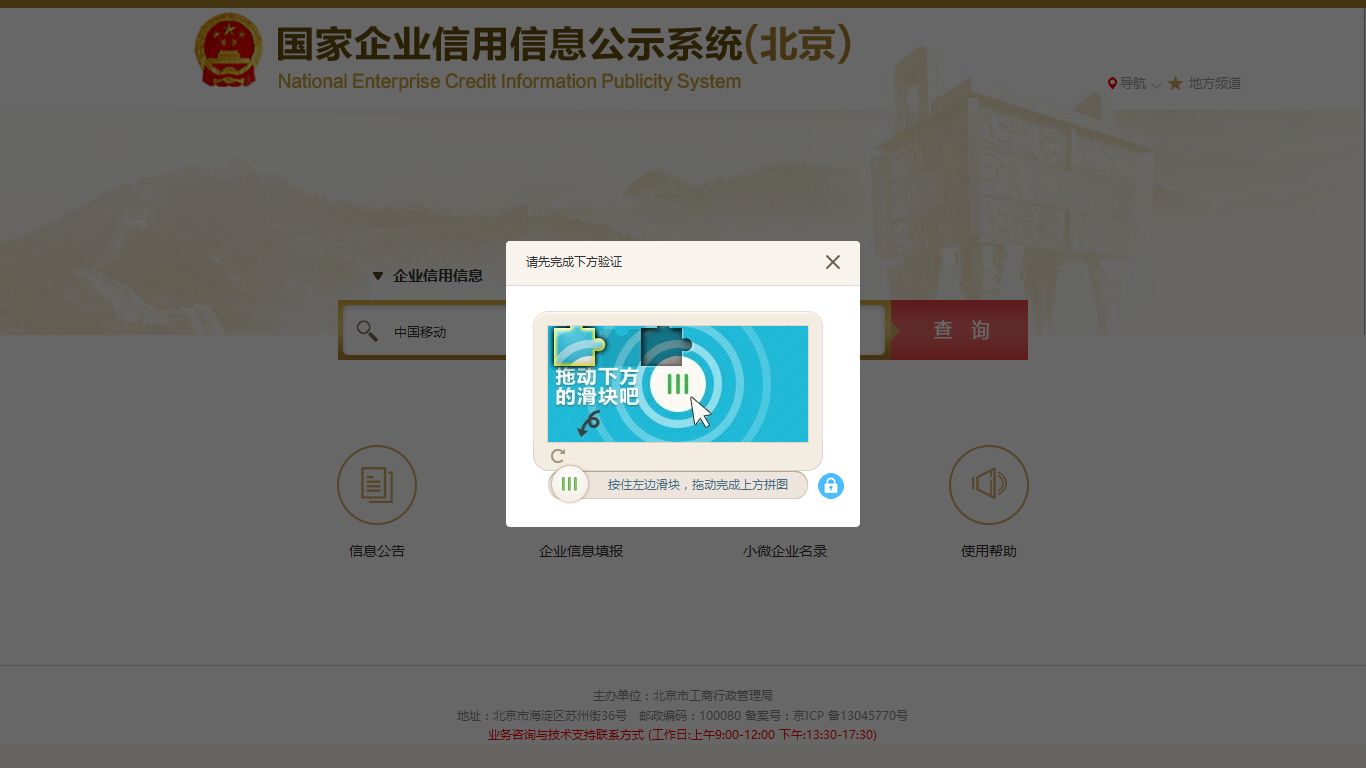 国家企业信用信息公示系统(北京)
National Enterprise Credit Information Publicity System
导航 地方频道
请先完成下方验证
企业信用信息
中国移动
查 询
拖动下方
的滑块吧
按住左边滑块，拖动完成上方拼图
信息公告 企业信息填报 小微企业名录 使用帮助
主办单位：北京市工商行政管理局
地址：北京市海淀区苏州街36号 邮政编码：100080 备案号：京ICP 备13045770号
业务咨询与技术支持联系方式 (工作日:上午9:00-12:00 下午:13:30-17:30)